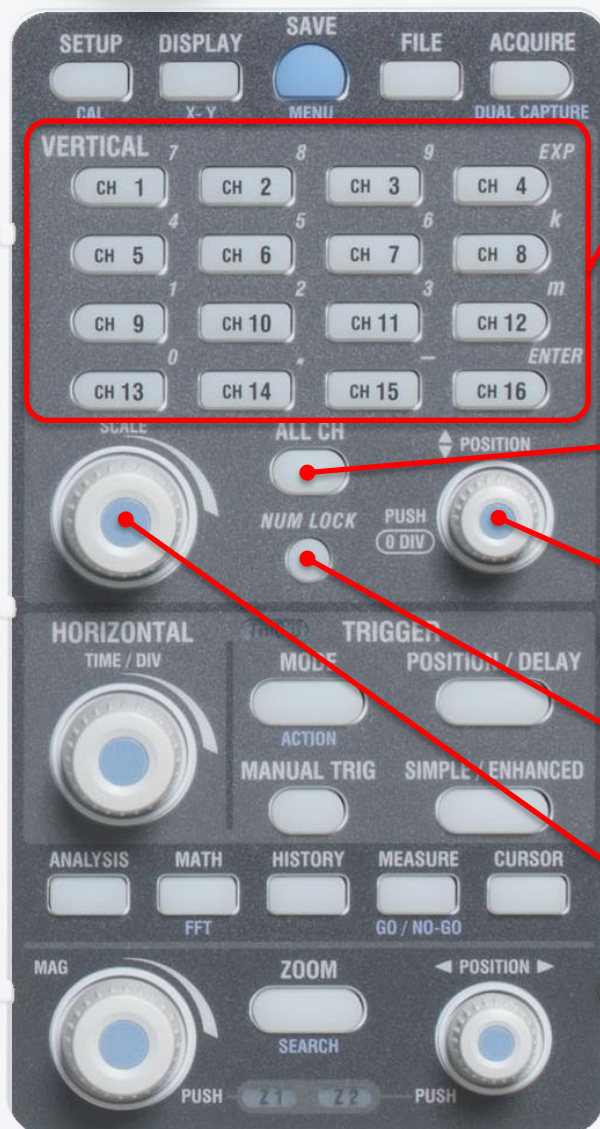 SETUP DISPLAY SAVE FILE ACQUIRE
CAL X-Y MENU DUAL CAPTURE
VERTICAL 7 8 9 EXP
CH 1 CH 2 CH 3 CH 4
4 5 6 k
CH 5 CH 6 CH 7 CH 8
1 2 3 m
CH 9 CH 10 CH 11 CH 12
0 . – ENTER
CH 13 CH 14 CH 15 CH 16
SCALE ALL CH POSITION
NUM LOCK PUSH
0 DIV
HORIZONTAL TRIG'D TRIGGER
TIME / DIV MODE POSITION / DELAY
ACTION
MANUAL TRIG SIMPLE / ENHANCED
ANALYSIS MATH HISTORY MEASURE CURSOR
FFT GO / NO-GO
MAG ZOOM ◄ POSITION ►
SEARCH
PUSH Z 1 Z 2 PUSH